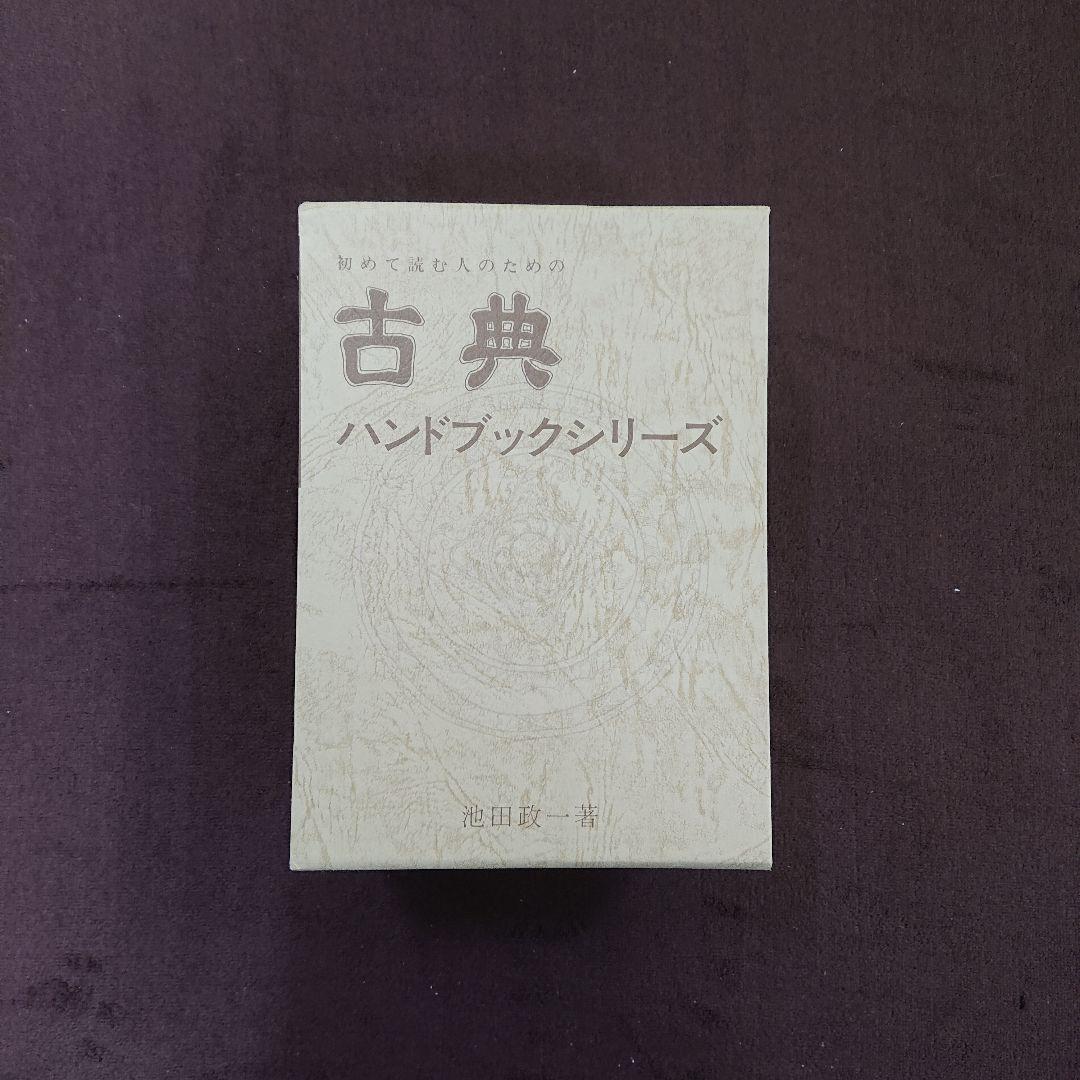 初めて読む人のための
古典
ハンドブックシリーズ
池田政一著